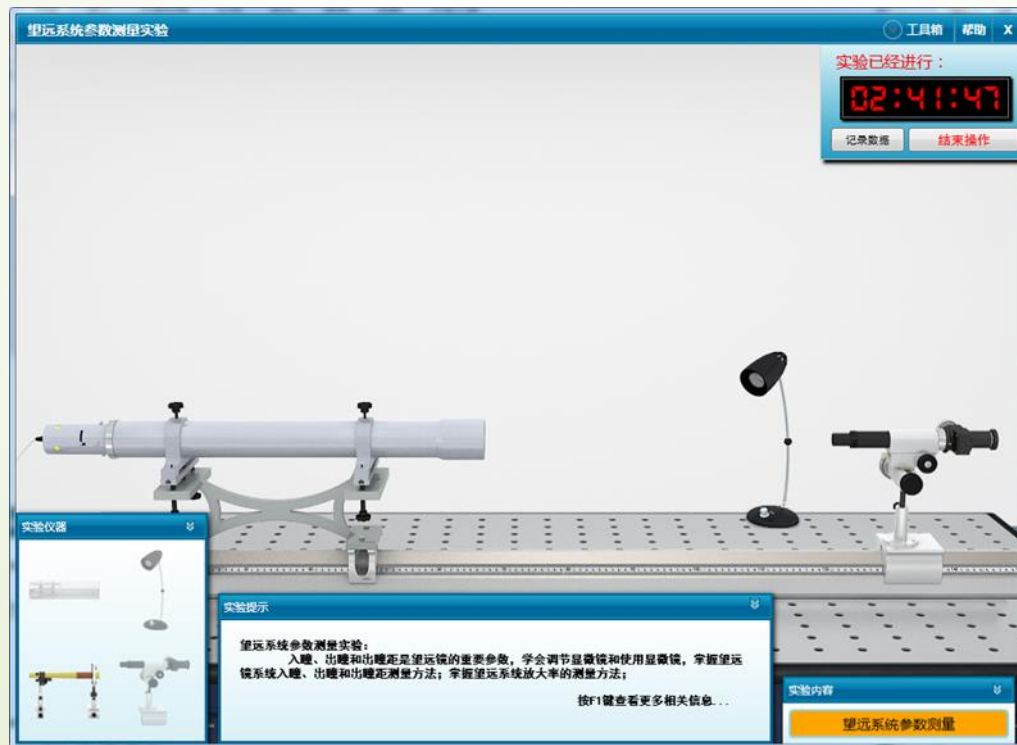 望远系统参数测量实验
工具箱 帮助 X
实验已经进行：
02:41:47
记录数据 结束操作
实验仪器
实验提示
望远系统参数测量实验：
入瞳、出瞳和出瞳距是望远镜的重要参数，学会调节显微镜和使用显微镜，掌握望远
镜系统入瞳、出瞳和出瞳距测量方法；掌握望远系统放大率的测量方法；
按F1键查看更多相关信息...
实验内容
望远系统参数测量